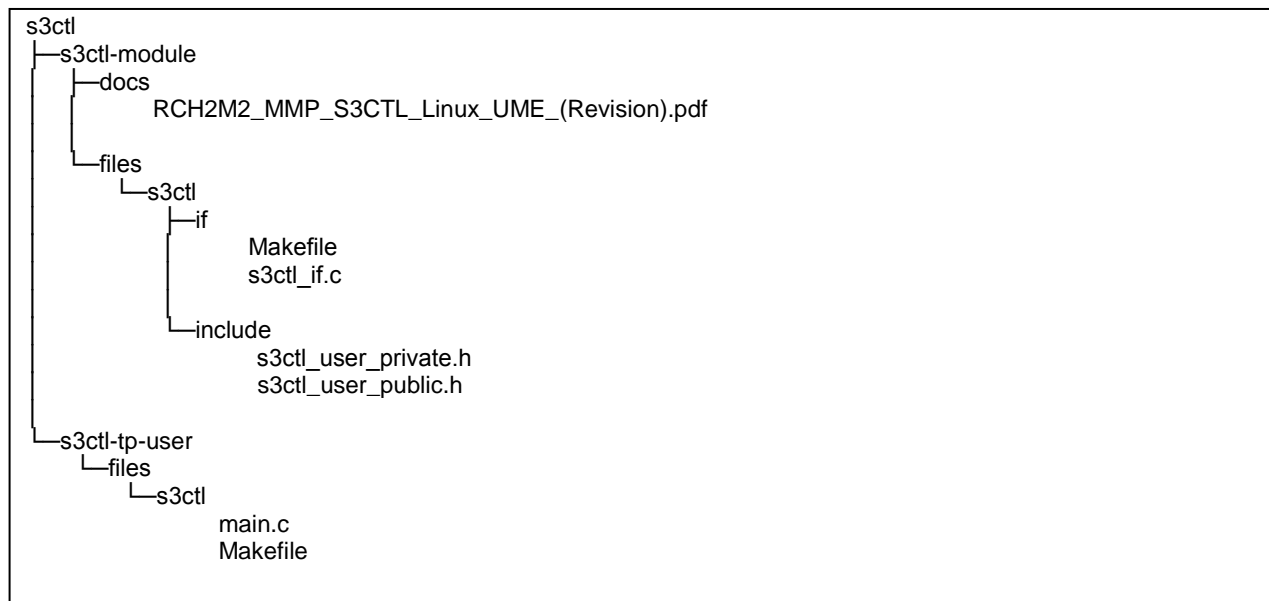 s3ctl
├─s3ctl-module
├─docs
RCH2M2_MMP_S3CTL_Linux_UME_(Revision).pdf
└─files
└─s3ctl
├─if
Makefile
s3ctl_if.c
└─include
s3ctl_user_private.h
s3ctl_user_public.h
└─s3ctl-tp-user
└─files
└─s3ctl
main.c
Makefile